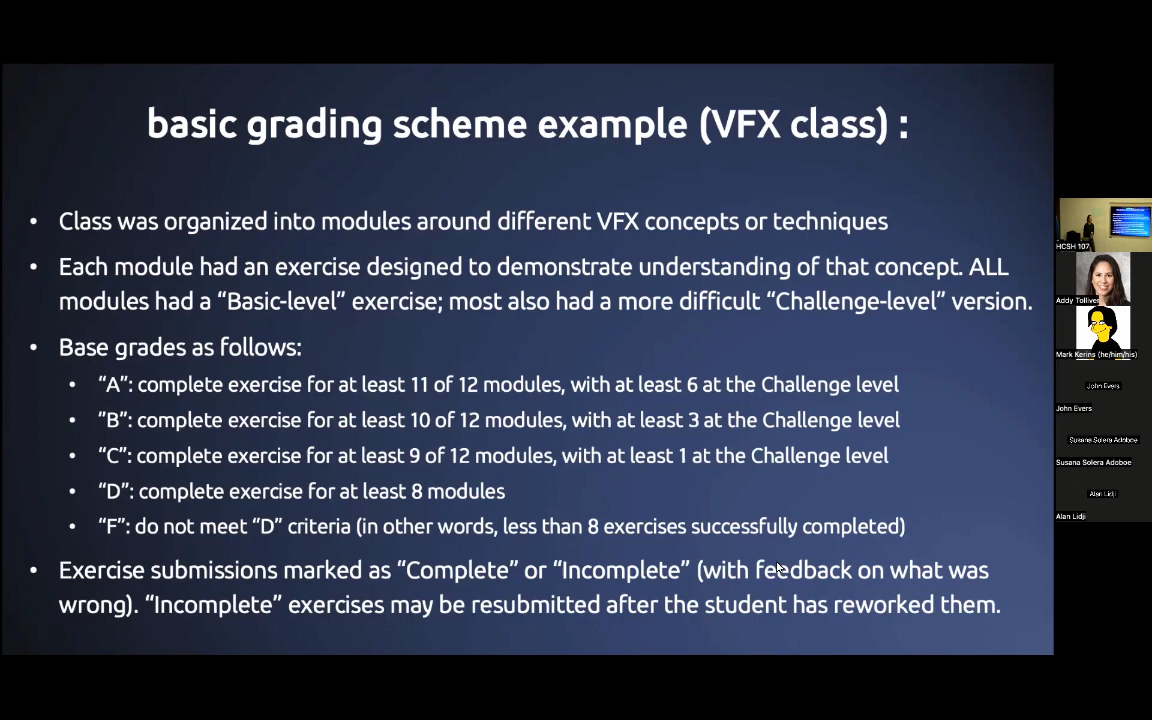 basic grading scheme example (VFX class) :
• Class was organized into modules around different VFX concepts or techniques
• Each module had an exercise designed to demonstrate understanding of that concept. ALL
modules had a “Basic-level” exercise; most also had a more difficult “Challenge-level” version.
• Base grades as follows:
• “A”: complete exercise for at least 11 of 12 modules, with at least 6 at the Challenge level
• ”B”: complete exercise for at least 10 of 12 modules, with at least 3 at the Challenge level
• “C”: complete exercise for at least 9 of 12 modules, with at least 1 at the Challenge level
• “D”: complete exercise for at least 8 modules
• “F”: do not meet “D” criteria (in other words, less than 8 exercises successfully completed)
• Exercise submissions marked as “Complete” or “Incomplete” (with feedback on what was
wrong). “Incomplete” exercises may be resubmitted after the student has reworked them.
HCSH 107
Addy Tolliver
Mark Kerins (he/him/his)
John Evers
John Evers
Susana Solera Adoboe
Susana Solera Adoboe
Alan Lidji
Alan Lidji